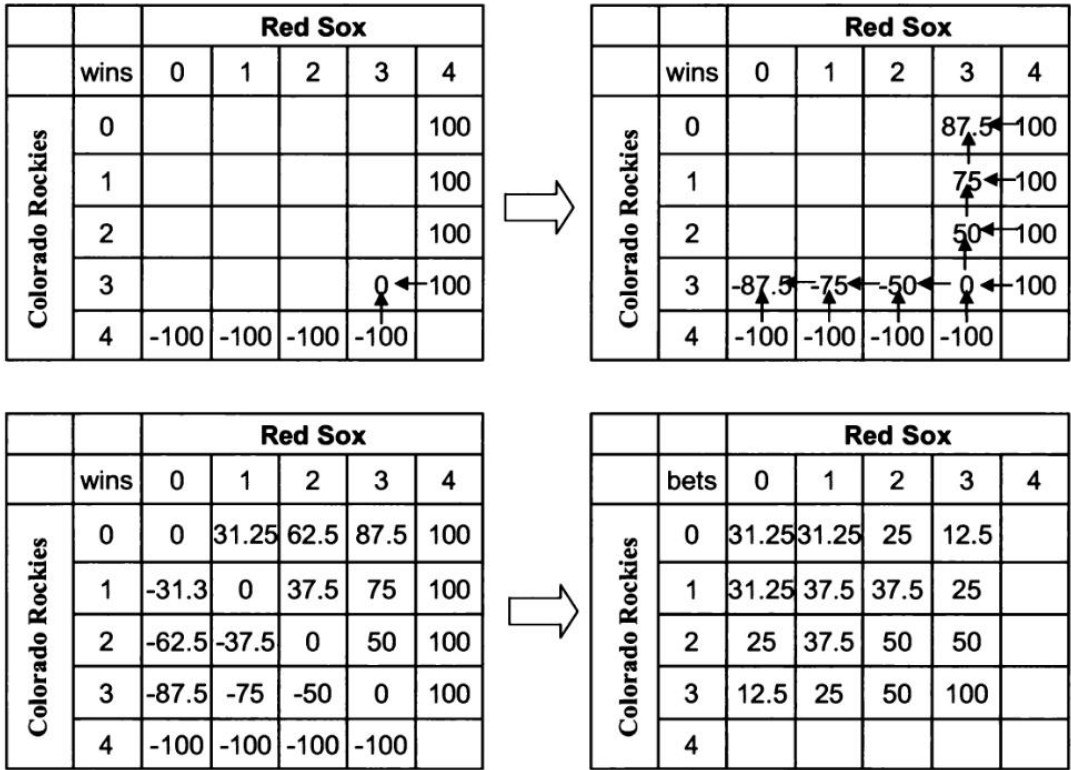 Red Sox
wins 0 1 2 3 4
Colorado Rockies
0 100
1 100
2 100
3 0 100
4 -100 -100 -100 -100
Red Sox
wins 0 1 2 3 4
Colorado Rockies
0 87.5 100
1 75 100
2 50 100
3 -87.5 -75 -50 0 100
4 -100 -100 -100 -100
Red Sox
wins 0 1 2 3 4
Colorado Rockies
0 0 31.25 62.5 87.5 100
1 -31.3 0 37.5 75 100
2 -62.5 -37.5 0 50 100
3 -87.5 -75 -50 0 100
4 -100 -100 -100 -100
Red Sox
bets 0 1 2 3 4
Colorado Rockies
0 31.25 31.25 25 12.5
1 31.25 37.5 37.5 25
2 25 37.5 50 50
3 12.5 25 50 100
4